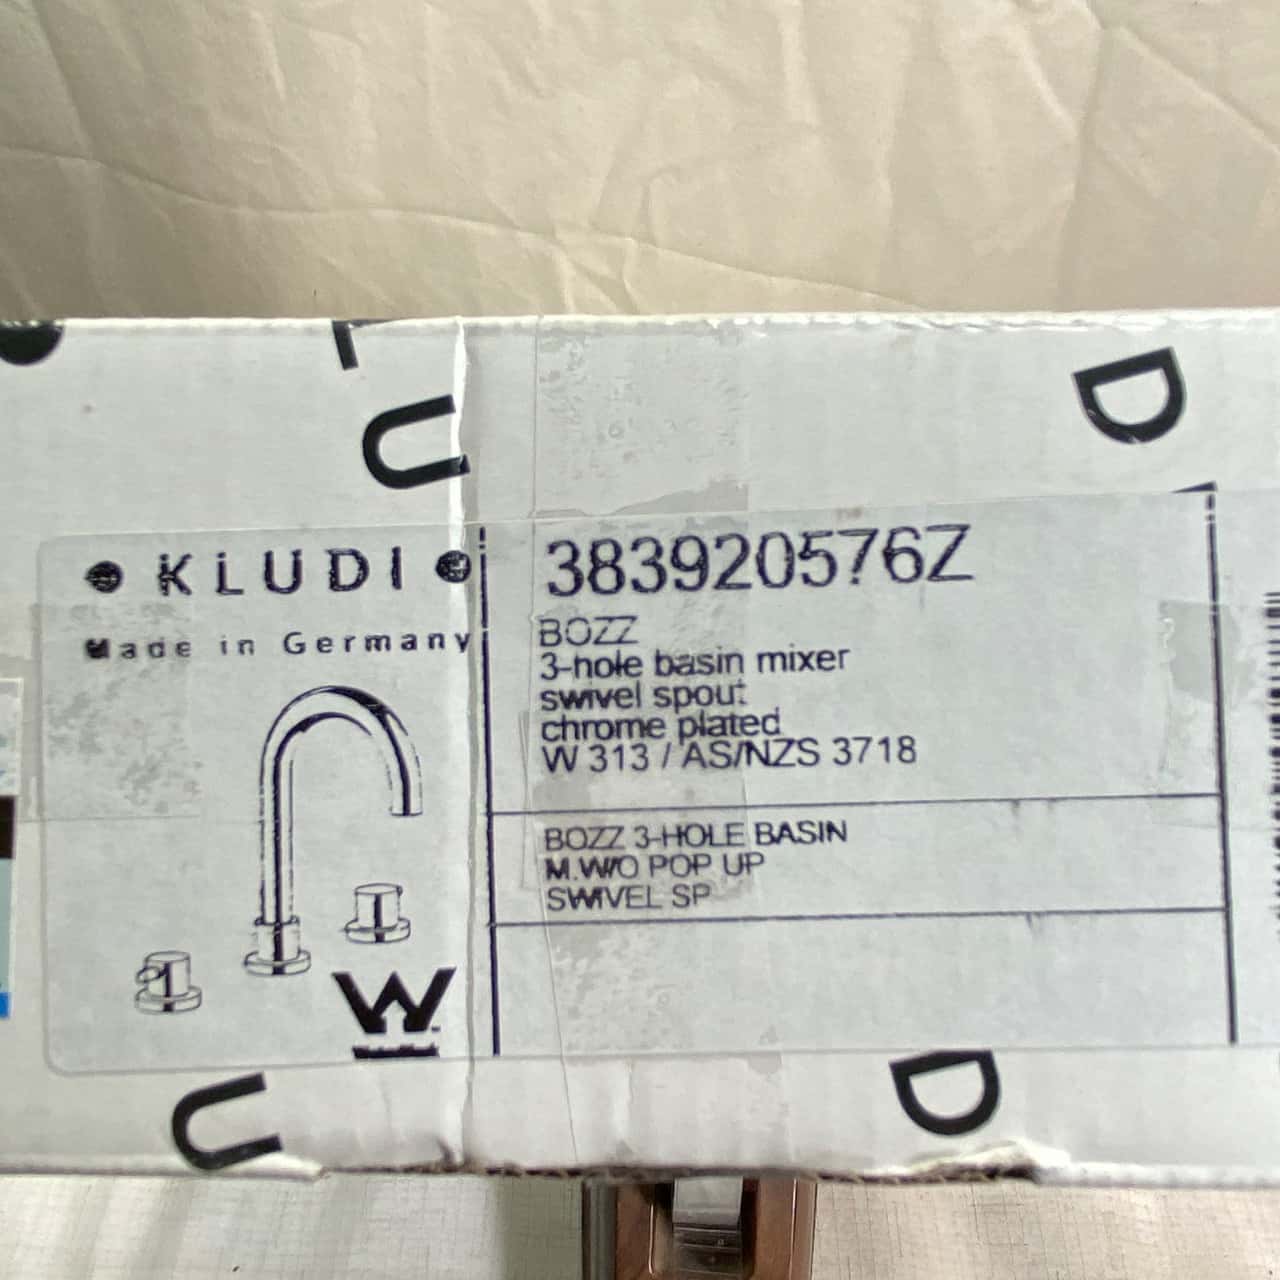 U
D
KLUDI
Made in Germany
383920576Z
BOZZ
3-hole basin mixer
swivel spout
chrome plated
W 313 / AS/NZS 3718
BOZZ 3-HOLE BASIN
M.W/O POP UP
SWIVEL SP
W
U
D